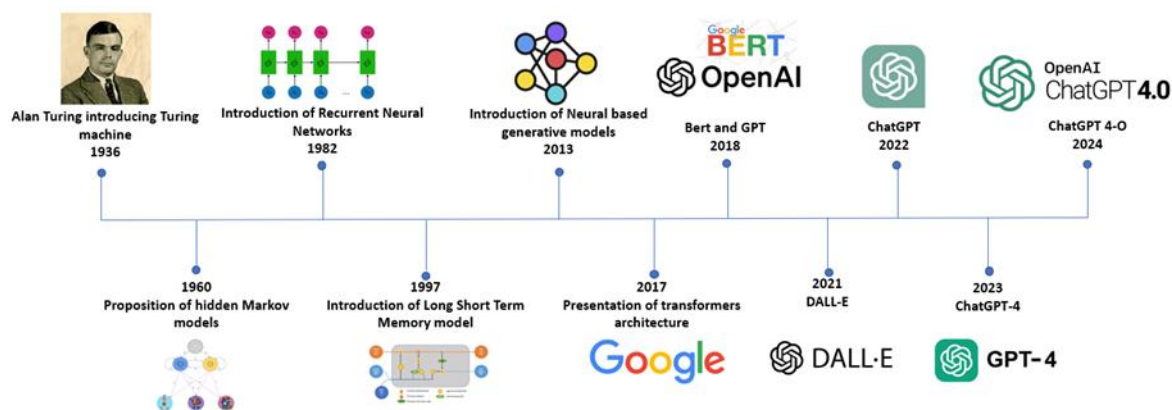 Alan Turing introducing Turing
machine
1936
Introduction of Recurrent Neural
Networks
1982
Introduction of Neural based
generative models
2013
Google
BERT
OpenAI
Bert and GPT
2018
ChatGPT
2022
OpenAI
ChatGPT 4.0
ChatGPT 4-O
2024
1960
Proposition of hidden Markov
models
1997
Introduction of Long Short Term
Memory model
2017
Presentation of transformers
architecture
Google
2021
DALL-E
DALL·E
2023
ChatGPT-4
GPT-4